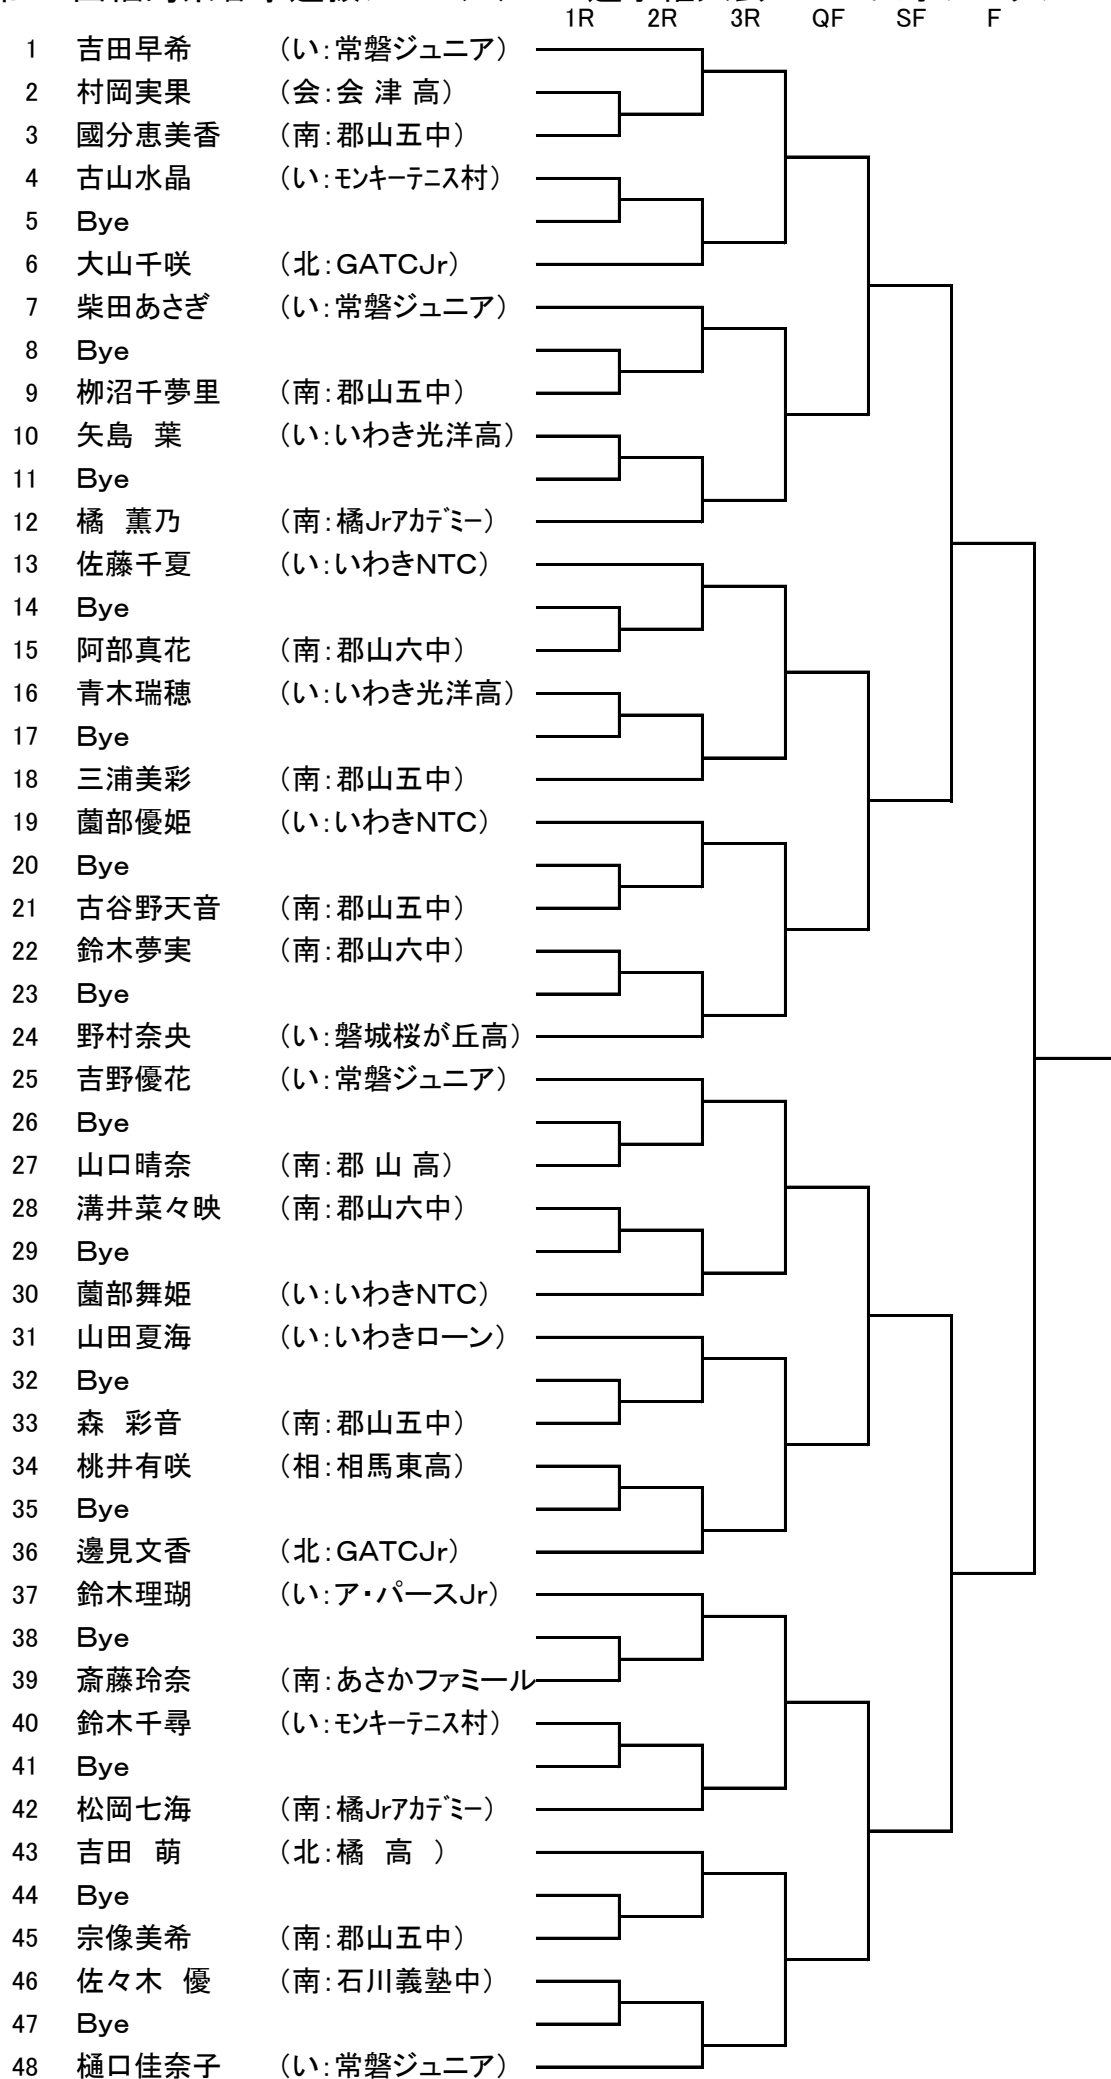 1R 2R 3R QF SF F
1 吉田早希 (い:常磐ジュニア)
2 村岡実果 (会:会 津 高)
3 國分恵美香 (南:郡山五中)
4 古山水晶 (い:モンキーテニス村)
5 Bye
6 大山千咲 (北:GATCJr)
7 柴田あさぎ (い:常磐ジュニア)
8 Bye
9 栁沼千夢里 (南:郡山五中)
10 矢島 葉 (い:いわき光洋高)
11 Bye
12 橘 薫乃 (南:橘Jrアカデミー)
13 佐藤千夏 (い:いわきNTC)
14 Bye
15 阿部真花 (南:郡山六中)
16 青木瑞穂 (い:いわき光洋高)
17 Bye
18 三浦美彩 (南:郡山五中)
19 薗部優姫 (い:いわきNTC)
20 Bye
21 古谷野天音 (南:郡山五中)
22 鈴木夢実 (南:郡山六中)
23 Bye
24 野村奈央 (い:磐城桜が丘高)
25 吉野優花 (い:常磐ジュニア)
26 Bye
27 山口晴奈 (南:郡 山 高)
28 溝井菜々映 (南:郡山六中)
29 Bye
30 薗部舞姫 (い:いわきNTC)
31 山田夏海 (い:いわきローン)
32 Bye
33 森 彩音 (南:郡山五中)
34 桃井有咲 (相:相馬東高)
35 Bye
36 邊見文香 (北:GATCJr)
37 鈴木理瑚 (い:ア・パースJr)
38 Bye
39 斎藤玲奈 (南:あさかファミール
40 鈴木千尋 (い:モンキーテニス村)
41 Bye
42 松岡七海 (南:橘Jrアカデミー)
43 吉田 萌 (北:橘 高 )
44 Bye
45 宗像美希 (南:郡山五中)
46 佐々木 優 (南:石川義塾中)
47 Bye
48 樋口佳奈子 (い:常磐ジュニア)